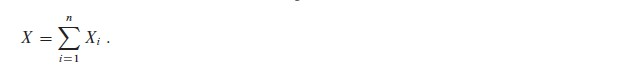 X = \sum_{i=1}^{n} X_i .